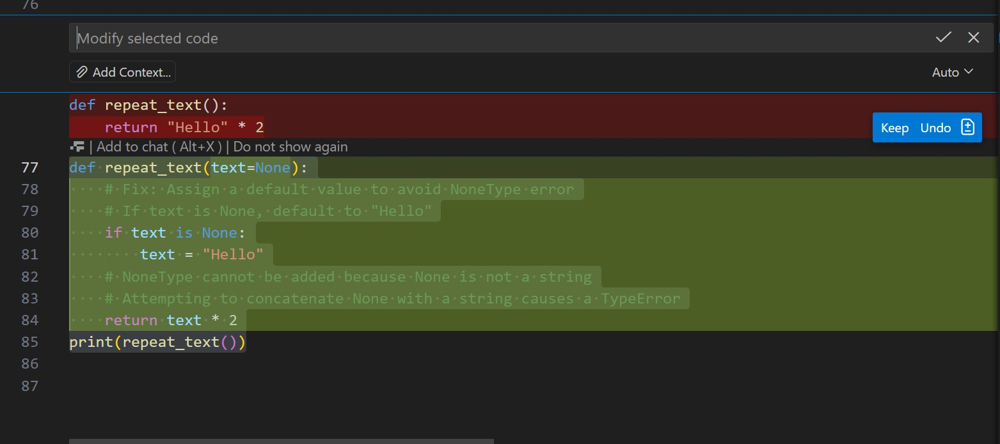 76
Modify selected code
Add Context...
Auto
def repeat_text():
    return "Hello" * 2
Keep Undo
| Add to chat ( Alt+X ) | Do not show again
77 def repeat_text(text=None):
78     # Fix: Assign a default value to avoid NoneType error
79     # If text is None, default to "Hello"
80     if text is None:
81         text = "Hello"
82     # NoneType cannot be added because None is not a string
83     # Attempting to concatenate None with a string causes a TypeError
84     return text * 2
85 print(repeat_text())
86
87